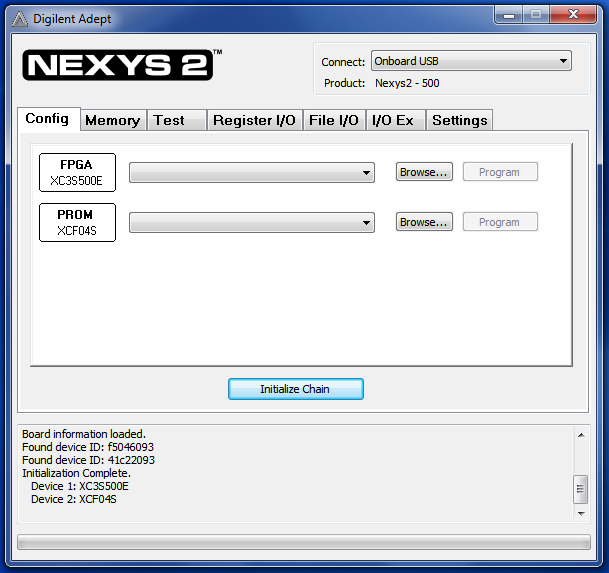 Digilent Adept
NEXYS 2™
Connect: Onboard USB
Product: Nexys2 - 500
Config Memory Test Register I/O File I/O I/O Ex Settings
FPGA
XC3S500E
Browse... Program
PROM
XCF04S
Browse... Program
Initialize Chain
Board information loaded.
Found device ID: f5046093
Found device ID: 41c22093
Initialization Complete.
Device 1: XC3S500E
Device 2: XCF04S